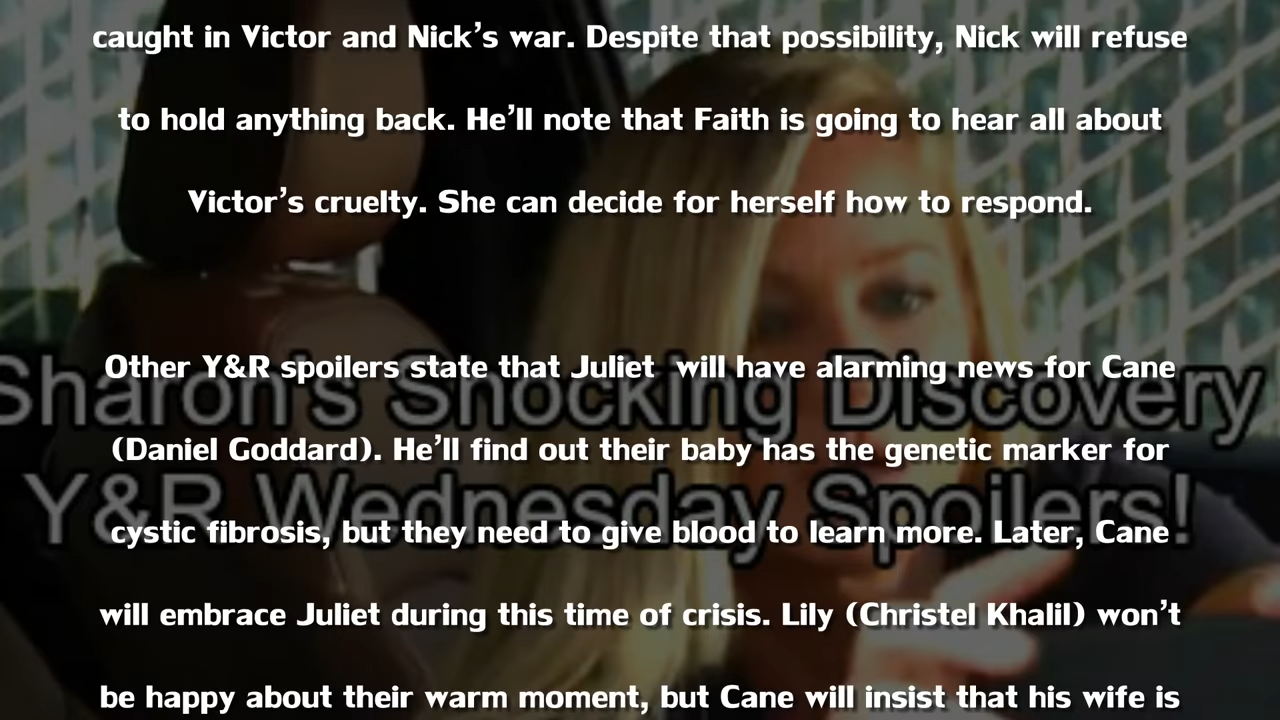 caught in Victor and Nick’s war. Despite that possibility, Nick will refuse
to hold anything back. He’ll note that Faith is going to hear all about
Victor’s cruelty. She can decide for herself how to respond.
Other Y&R spoilers state that Juliet will have alarming news for Cane
Sharon's Shocking Discovery
(Daniel Goddard). He’ll find out their baby has the genetic marker for
Y&R Wednesday Spoilers!
cystic fibrosis, but they need to give blood to learn more. Later, Cane
will embrace Juliet during this time of crisis. Lily (Christel Khalil) won’t
be happy about their warm moment, but Cane will insist that his wife is